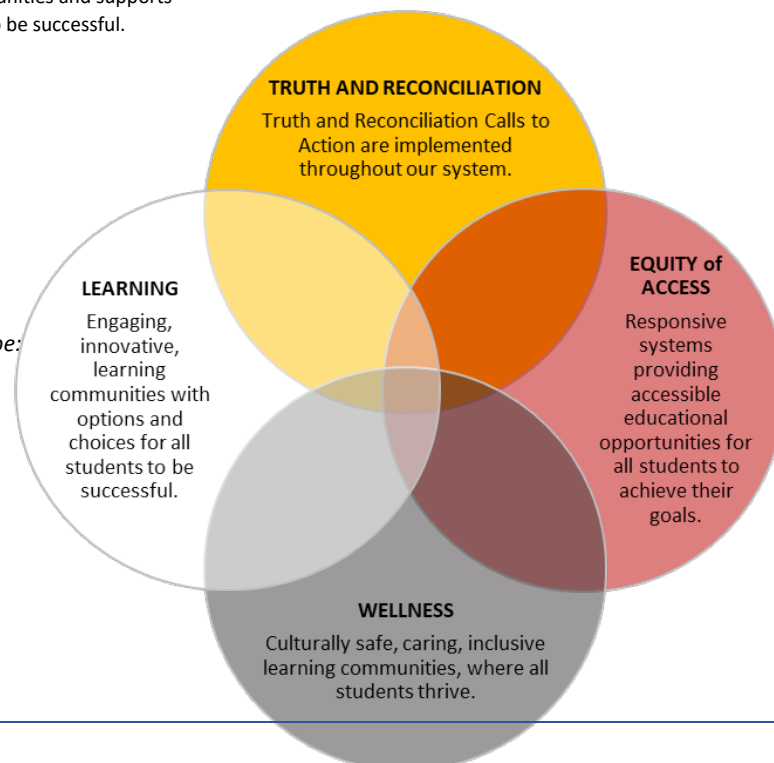 unities and supports
o be successful.
TRUTH AND RECONCILIATION
Truth and Reconciliation Calls to
Action are implemented
throughout our system.
EQUITY of
ACCESS
Responsive
systems
providing
accessible
educational
opportunities for
all students to
achieve their
goals.
LEARNING
Engaging,
innovative,
learning
communities with
options and
choices for all
students to be
successful.
pe:
WELLNESS
Culturally safe, caring, inclusive
learning communities, where all
students thrive.